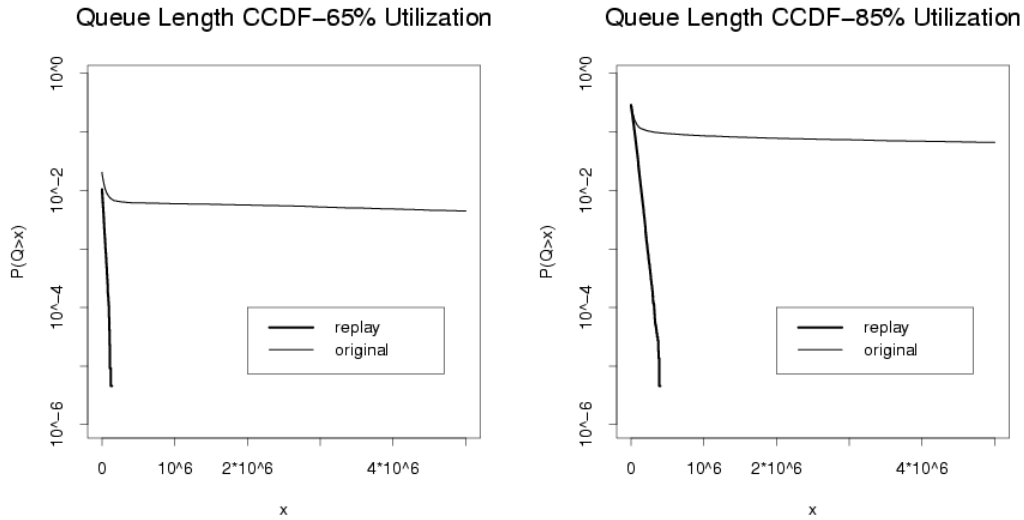 Queue Length CCDF–65% Utilization
P(Q>x)
10^0
10^−2
10^−4
10^−6
replay
original
0
10^6
2*10^6
4*10^6
x
Queue Length CCDF–85% Utilization
P(Q>x)
10^0
10^−2
10^−4
10^−6
replay
original
0
10^6
2*10^6
4*10^6
x